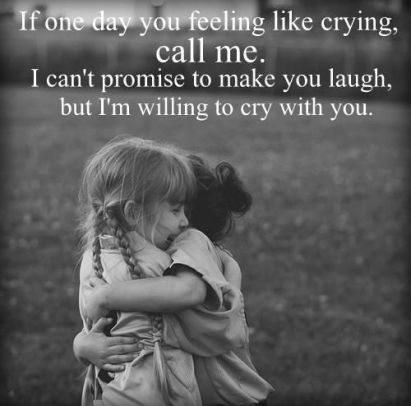 If one day you feeling like crying,
call me.
I can't promise to make you laugh,
but I'm willing to cry with you.